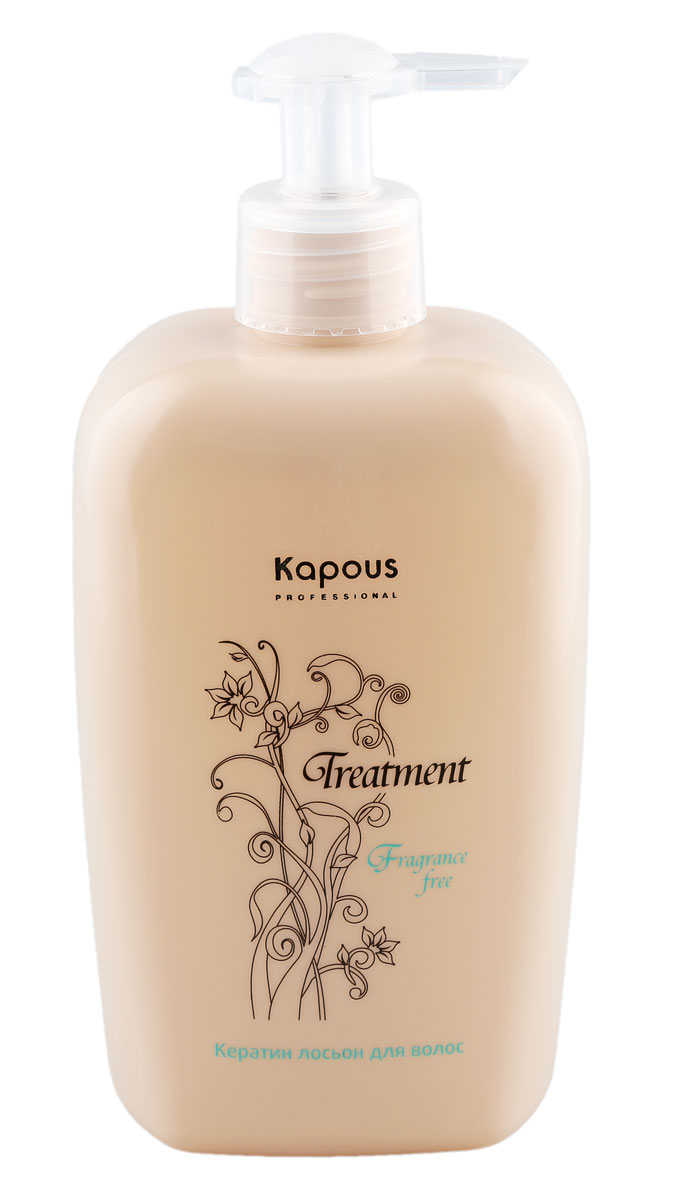 Kapous
PROFESSIONAL
Treatment
Fragrance
free
Кератин лосьон для волос